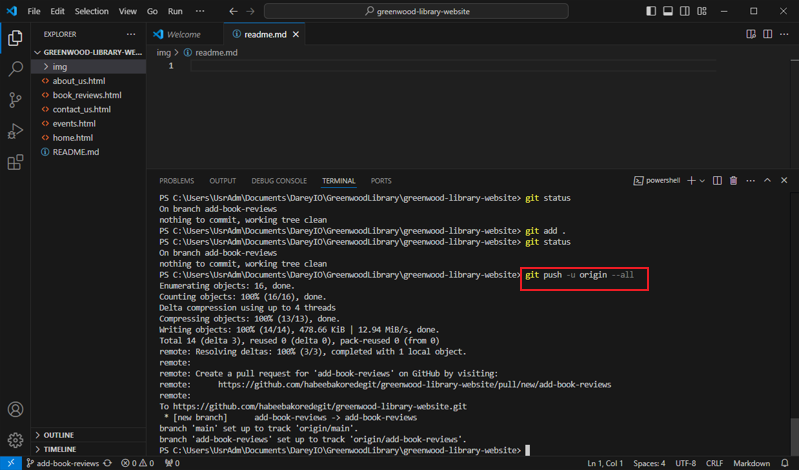 File Edit Selection View Go Run ··· greenwood-library-website
EXPLORER ···
GREENWOOD-LIBRARY-WE...
img
about_us.html
book_reviews.html
contact_us.html
events.html
home.html
README.md
OUTLINE
TIMELINE
Welcome readme.md
img > readme.md
1
PROBLEMS OUTPUT DEBUG CONSOLE TERMINAL PORTS powershell
PS C:\Users\UsrAdm\Documents\DareyIO\GreenwoodLibrary\greenwood-library-website> git status
On branch add-book-reviews
nothing to commit, working tree clean
PS C:\Users\UsrAdm\Documents\DareyIO\GreenwoodLibrary\greenwood-library-website> git add .
PS C:\Users\UsrAdm\Documents\DareyIO\GreenwoodLibrary\greenwood-library-website> git status
On branch add-book-reviews
nothing to commit, working tree clean
PS C:\Users\UsrAdm\Documents\DareyIO\GreenwoodLibrary\greenwood-library-website> git push -u origin --all
Enumerating objects: 16, done.
Counting objects: 100% (16/16), done.
Delta compression using up to 4 threads
Compressing objects: 100% (13/13), done.
Writing objects: 100% (14/14), 478.66 KiB | 12.94 MiB/s, done.
Total 14 (delta 3), reused 0 (delta 0), pack-reused 0 (from 0)
remote: Resolving deltas: 100% (3/3), completed with 1 local object.
remote:
remote: Create a pull request for 'add-book-reviews' on GitHub by visiting:
remote: https://github.com/habeebakoredegit/greenwood-library-website/pull/new/add-book-reviews
remote:
To https://github.com/habeebakoredegit/greenwood-library-website.git
* [new branch] add-book-reviews -> add-book-reviews
branch 'main' set up to track 'origin/main'.
branch 'add-book-reviews' set up to track 'origin/add-book-reviews'.
PS C:\Users\UsrAdm\Documents\DareyIO\GreenwoodLibrary\greenwood-library-website>
add-book-reviews 0 0 0 Ln 1, Col 1 Spaces: 4 UTF-8 CRLF Markdown